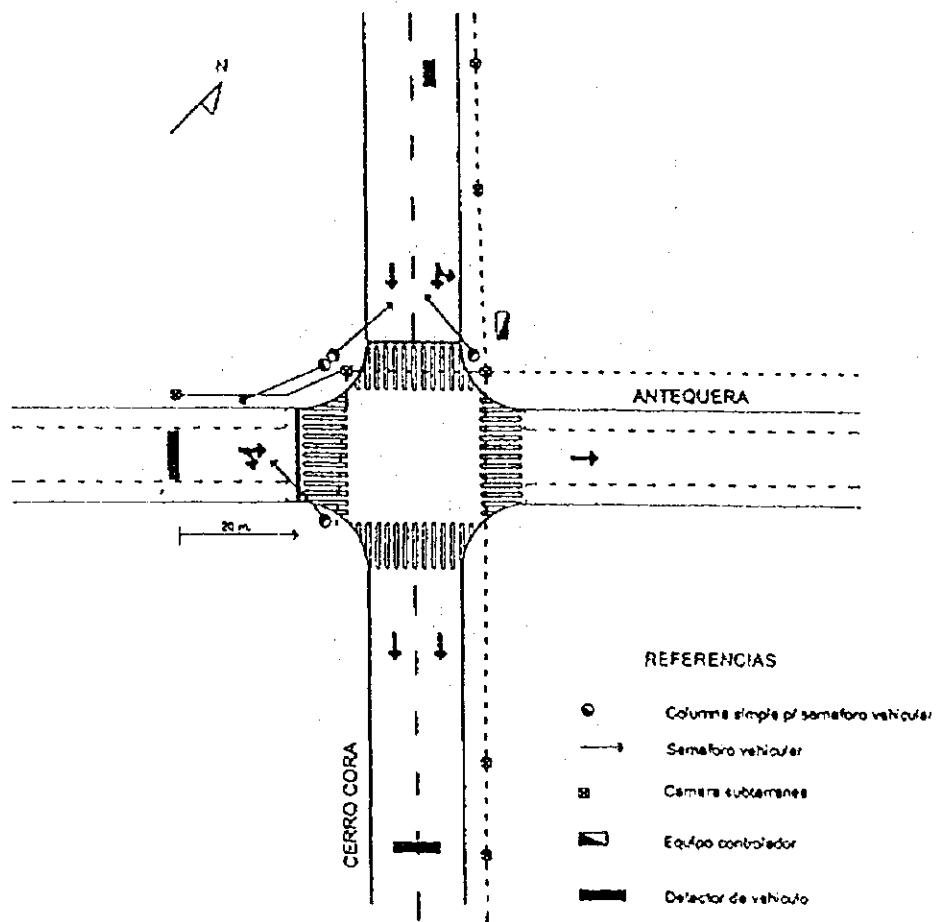 N
ANTEQUERA
20 m.
CERRO CORA
REFERENCIAS
Columna simple p/ semaforo vehicular
Semaforo vehicular
Camara subterranea
Equipo controlador
Detector de vehiculo